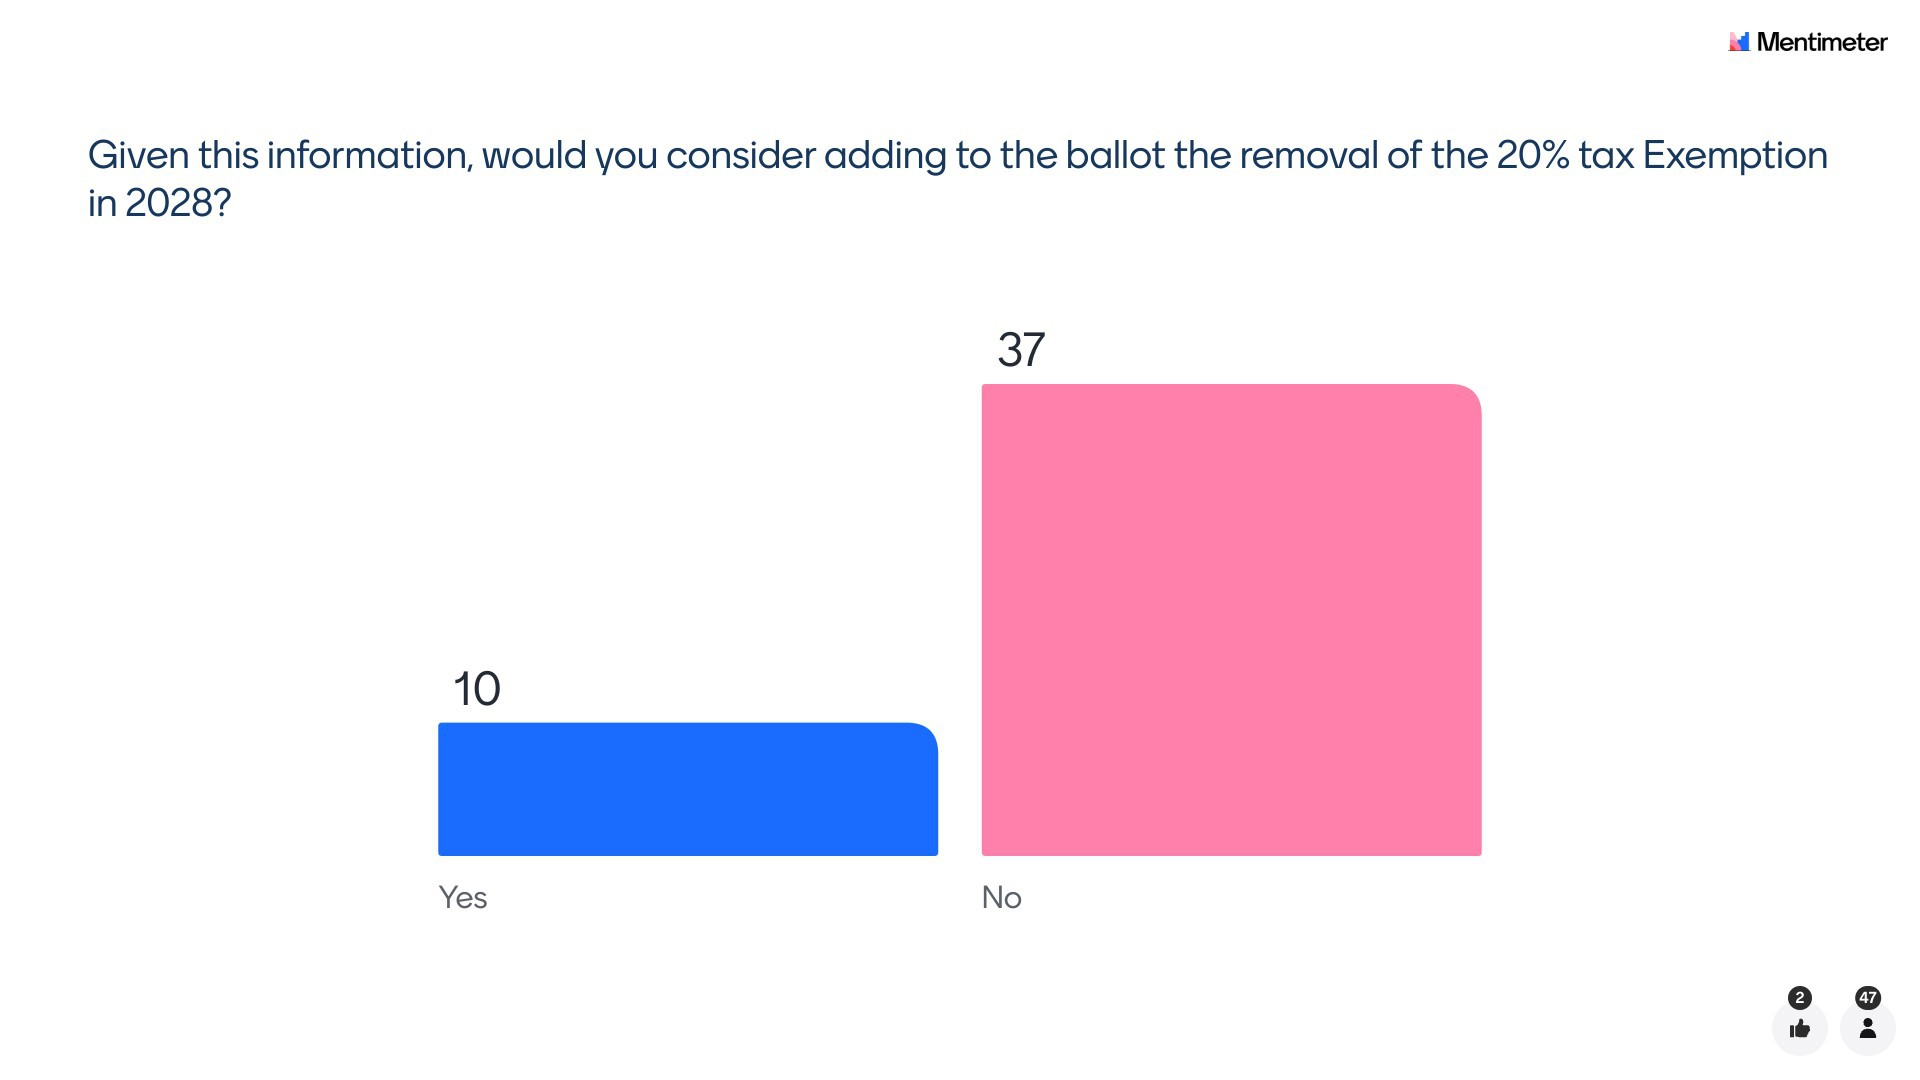 Mentimeter
Given this information, would you consider adding to the ballot the removal of the 20% tax Exemption
in 2028?
37
10
Yes
No
2
47